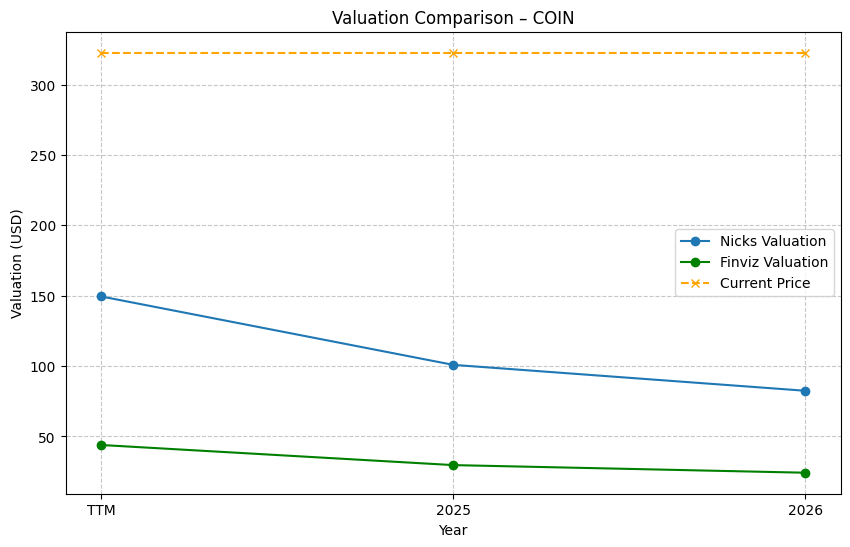 Valuation Comparison – COIN
Valuation (USD)
300
250
200
150
100
50
Nicks Valuation
Finviz Valuation
Current Price
TTM
2025
2026
Year